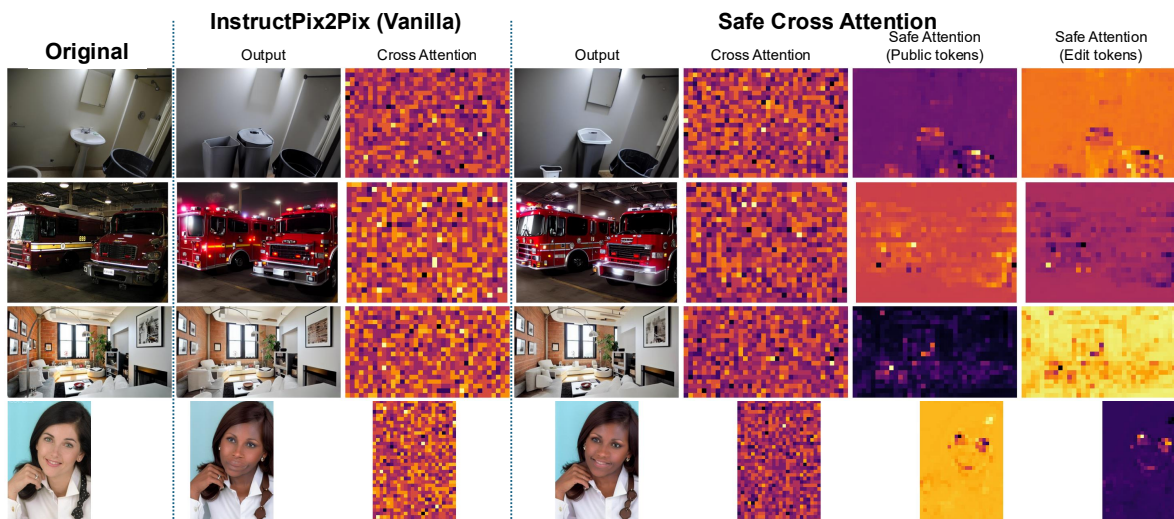 InstructPix2Pix (Vanilla)
Safe Cross Attention
Original
Output
Cross Attention
Output
Cross Attention
Safe Attention
(Public tokens)
Safe Attention
(Edit tokens)